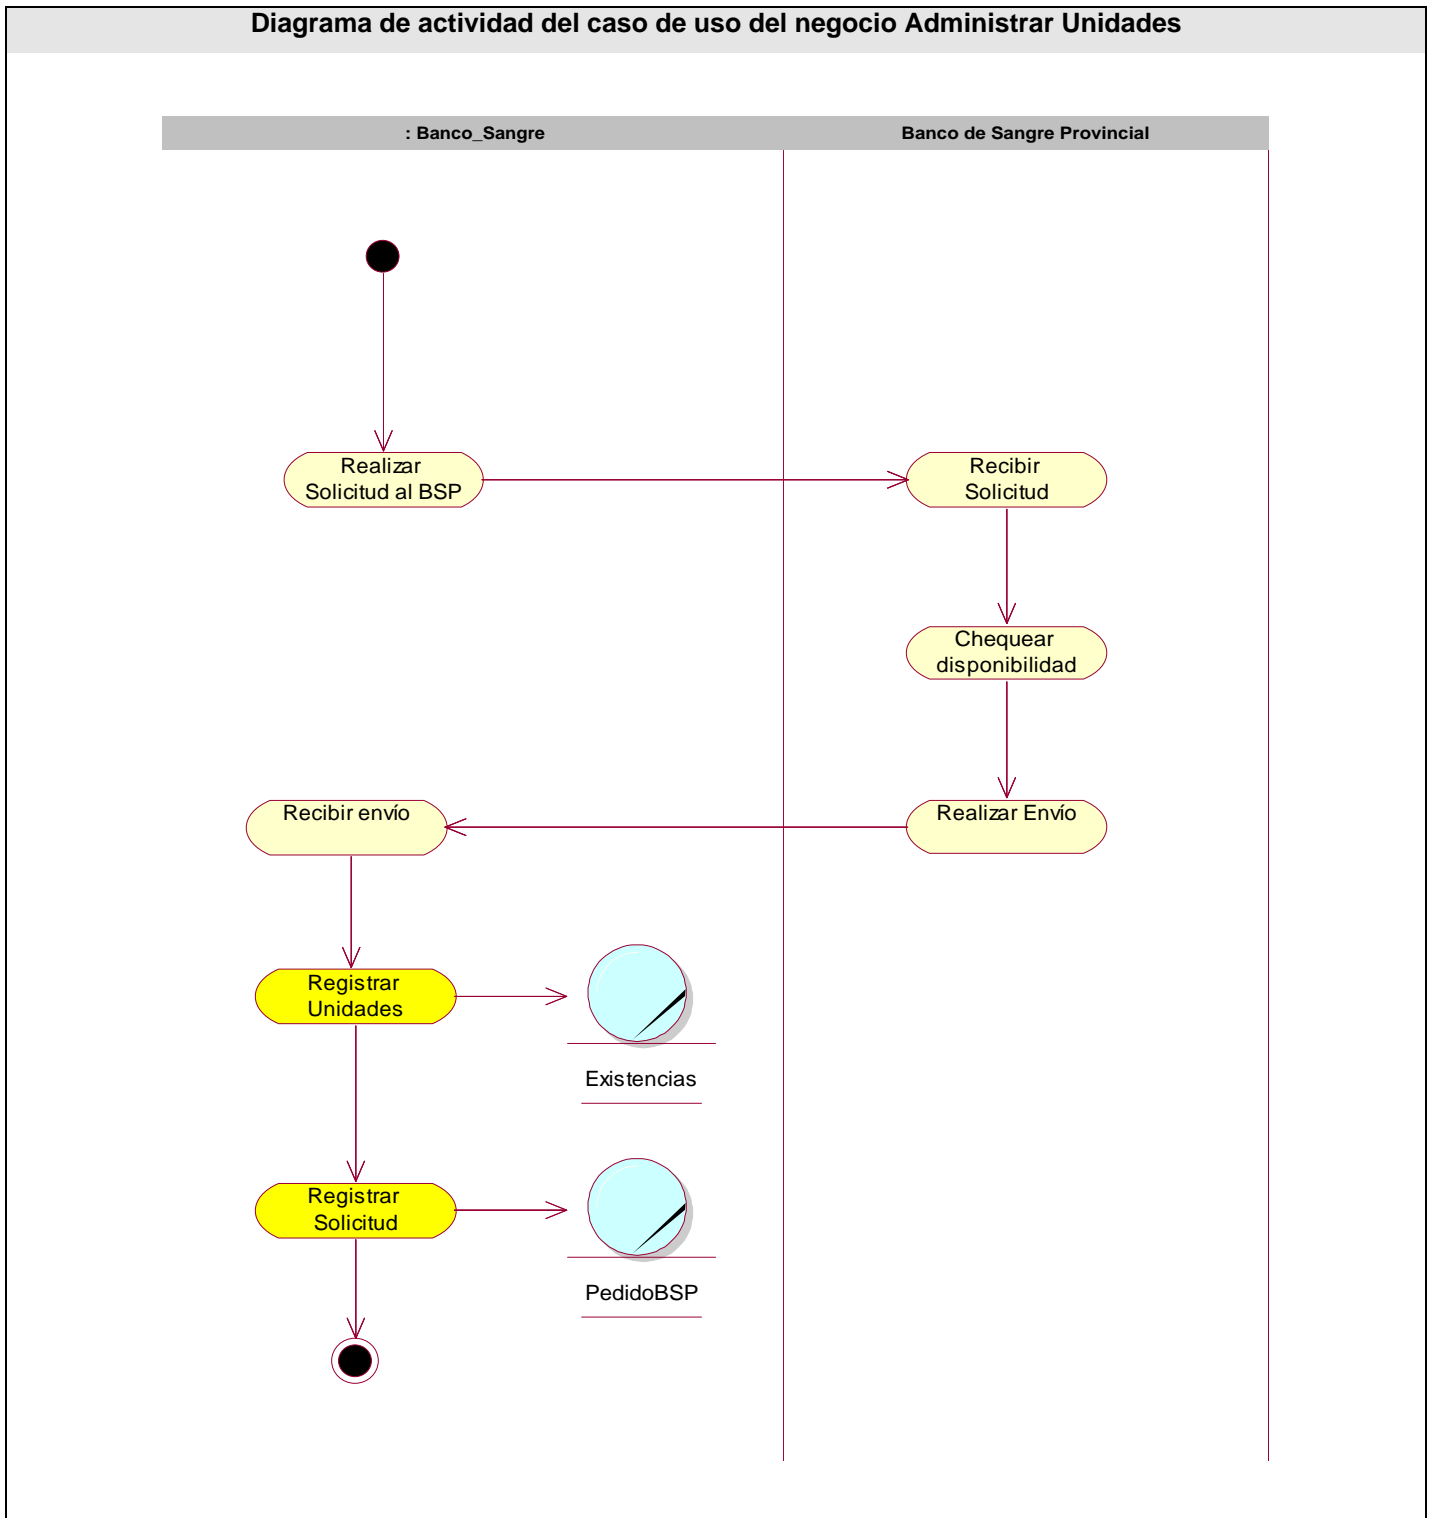 Diagrama de actividad del caso de uso del negocio Administrar Unidades
: Banco_Sangre
Banco de Sangre Provincial
Realizar
Solicitud al BSP
Recibir
Solicitud
Chequear
disponibilidad
Recibir envío
Realizar Envío
Registrar
Unidades
Existencias
Registrar
Solicitud
PedidoBSP